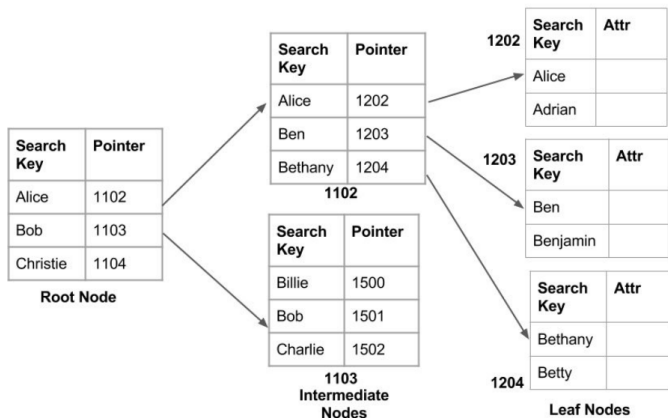 Search Key Pointer
Alice 1102
Bob 1103
Christie 1104
Root Node
Search Key Pointer
Alice 1202
Ben 1203
Bethany 1204
1102
Search Key Pointer
Billie 1500
Bob 1501
Charlie 1502
1103
Intermediate
Nodes
1202
Search Key Attr
Alice
Adrian
1203
Search Key Attr
Ben
Benjamin
Search Key Attr
Bethany
Betty
1204
Leaf Nodes